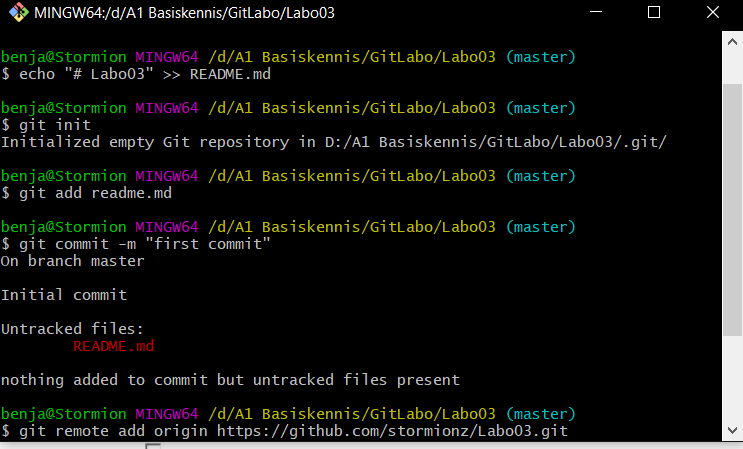 MINGW64:/d/A1 Basiskennis/GitLabo/Labo03
benja@Stormion MINGW64 /d/A1 Basiskennis/GitLabo/Labo03 (master)
$ echo "# Labo03" >> README.md
benja@Stormion MINGW64 /d/A1 Basiskennis/GitLabo/Labo03 (master)
$ git init
Initialized empty Git repository in D:/A1 Basiskennis/GitLabo/Labo03/.git/
benja@Stormion MINGW64 /d/A1 Basiskennis/GitLabo/Labo03 (master)
$ git add readme.md
benja@Stormion MINGW64 /d/A1 Basiskennis/GitLabo/Labo03 (master)
$ git commit -m "first commit"
On branch master
Initial commit
Untracked files:
README.md
nothing added to commit but untracked files present
benja@Stormion MINGW64 /d/A1 Basiskennis/GitLabo/Labo03 (master)
$ git remote add origin https://github.com/stormionz/Labo03.git